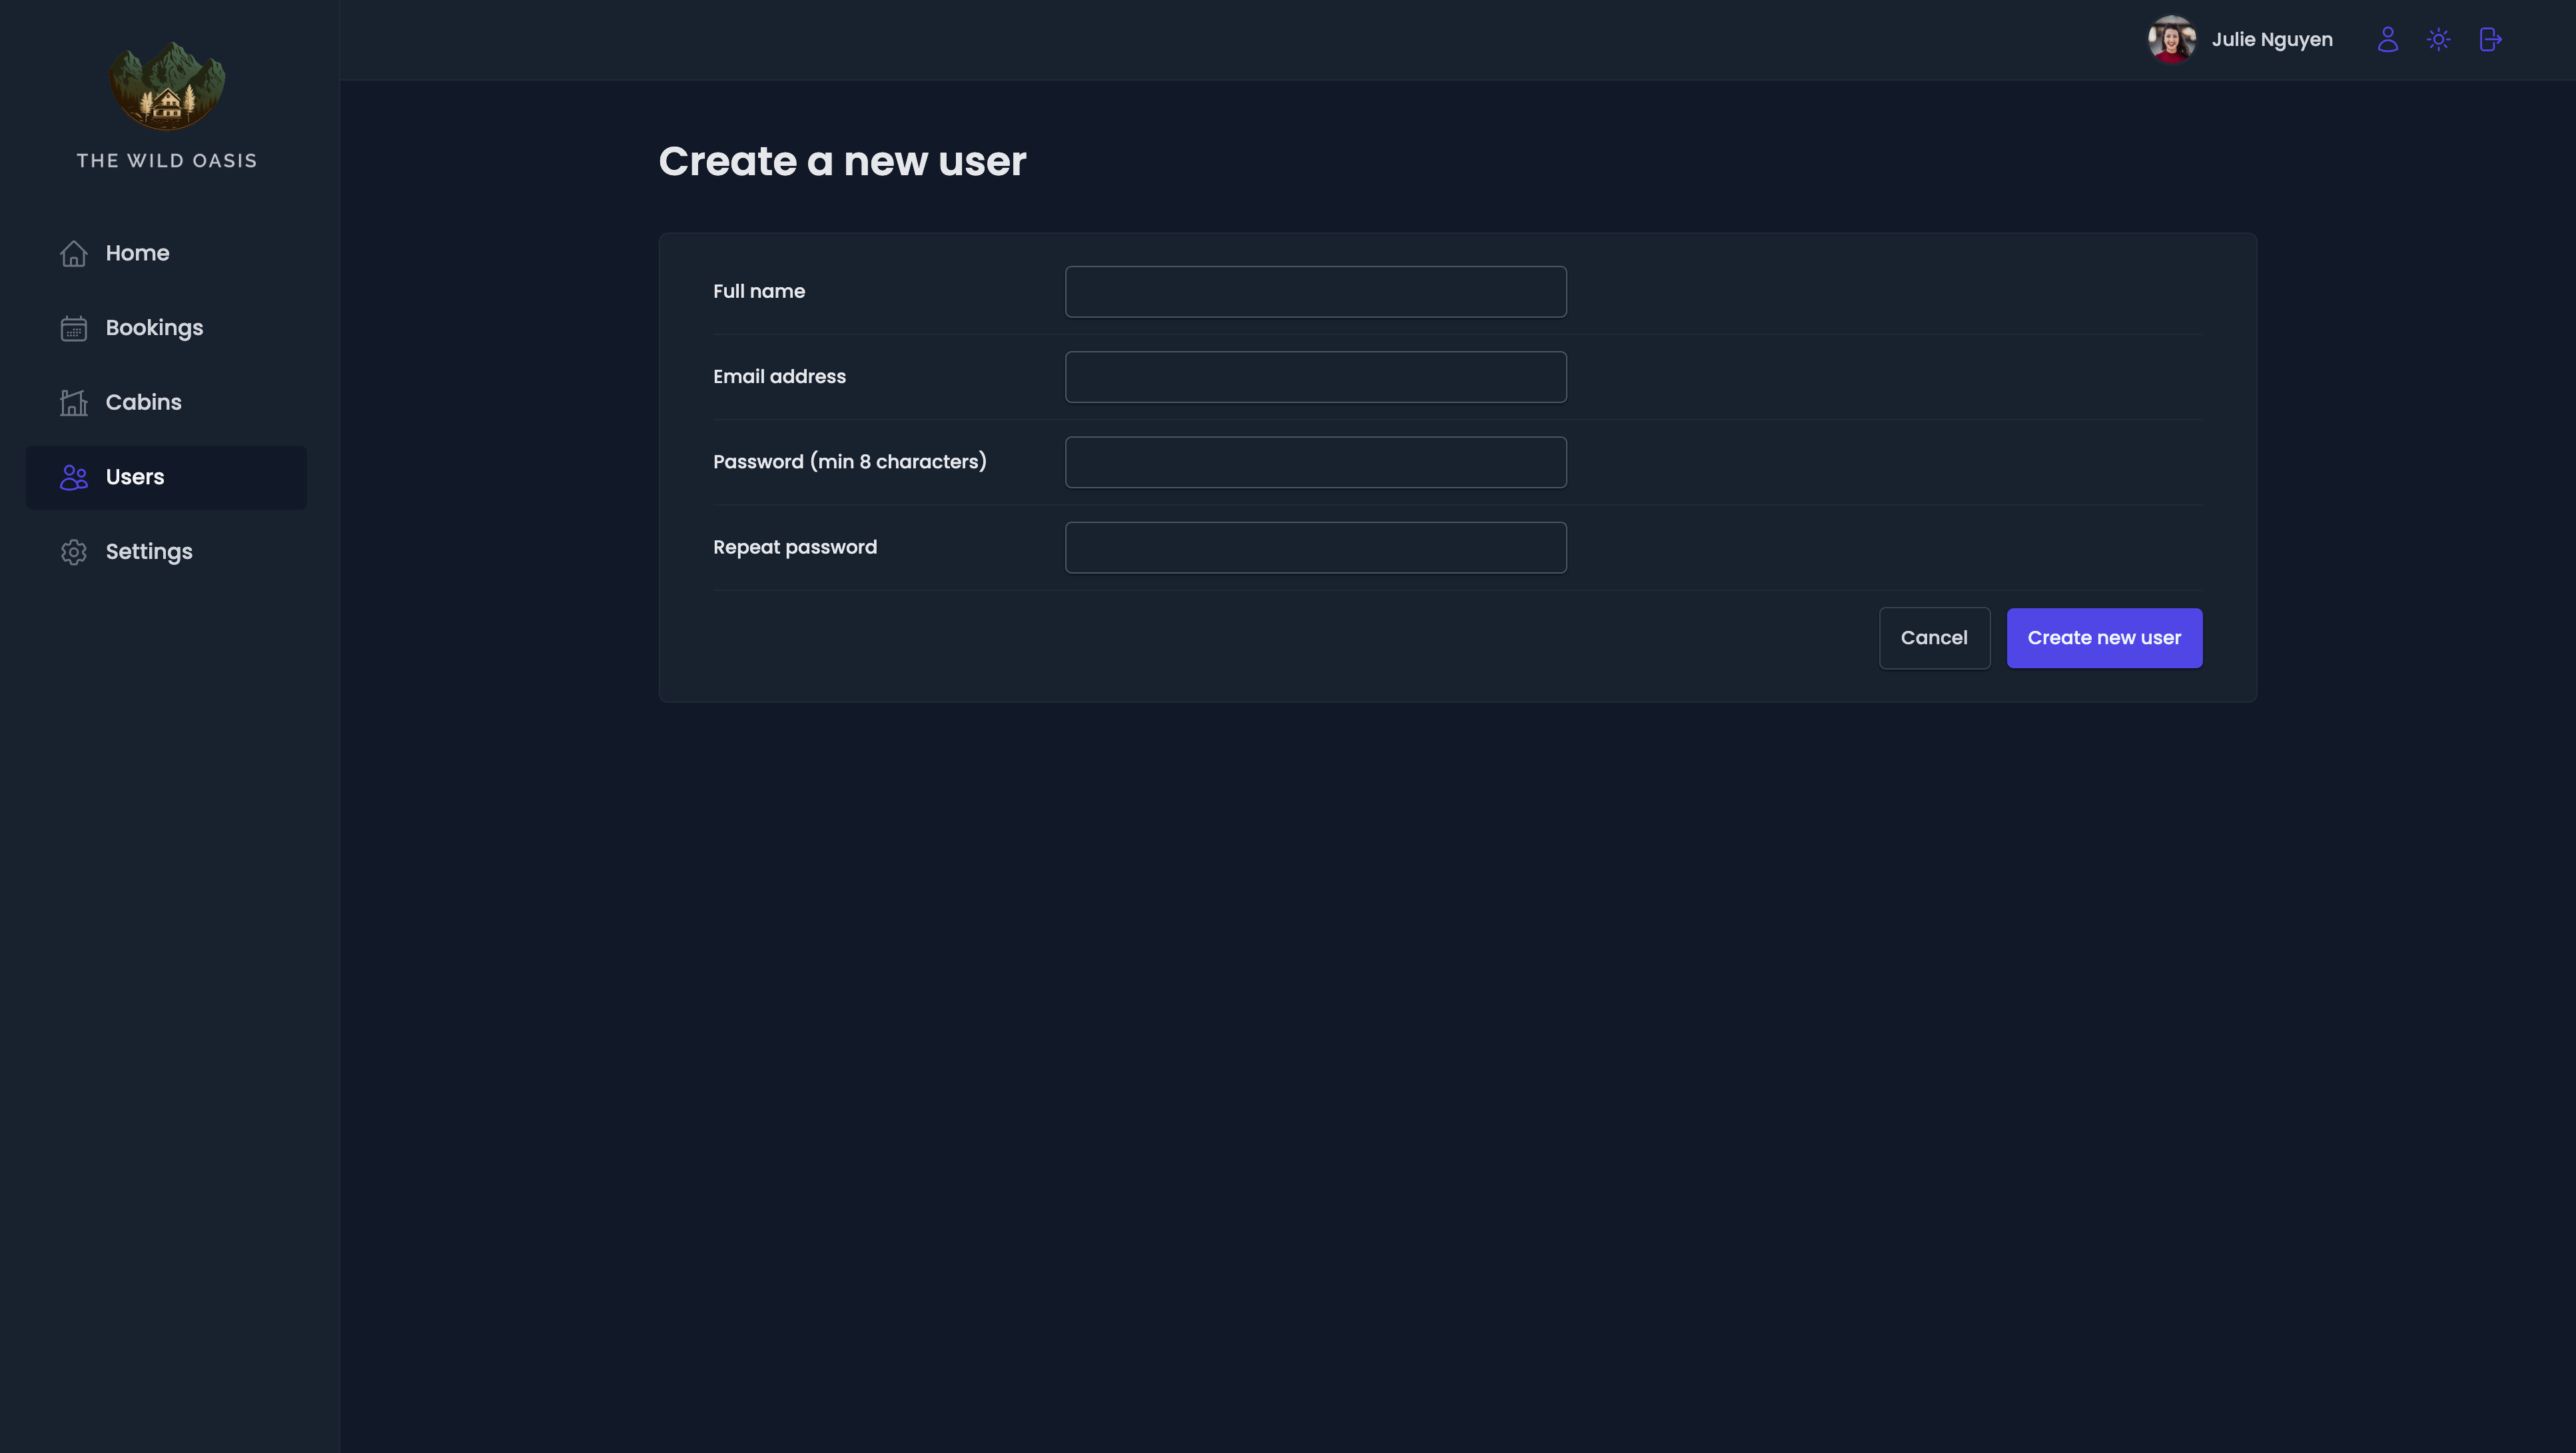 THE WILD OASIS
Home
Bookings
Cabins
Users
Settings
Julie Nguyen
Create a new user
Full name
Email address
Password (min 8 characters)
Repeat password
Cancel
Create new user